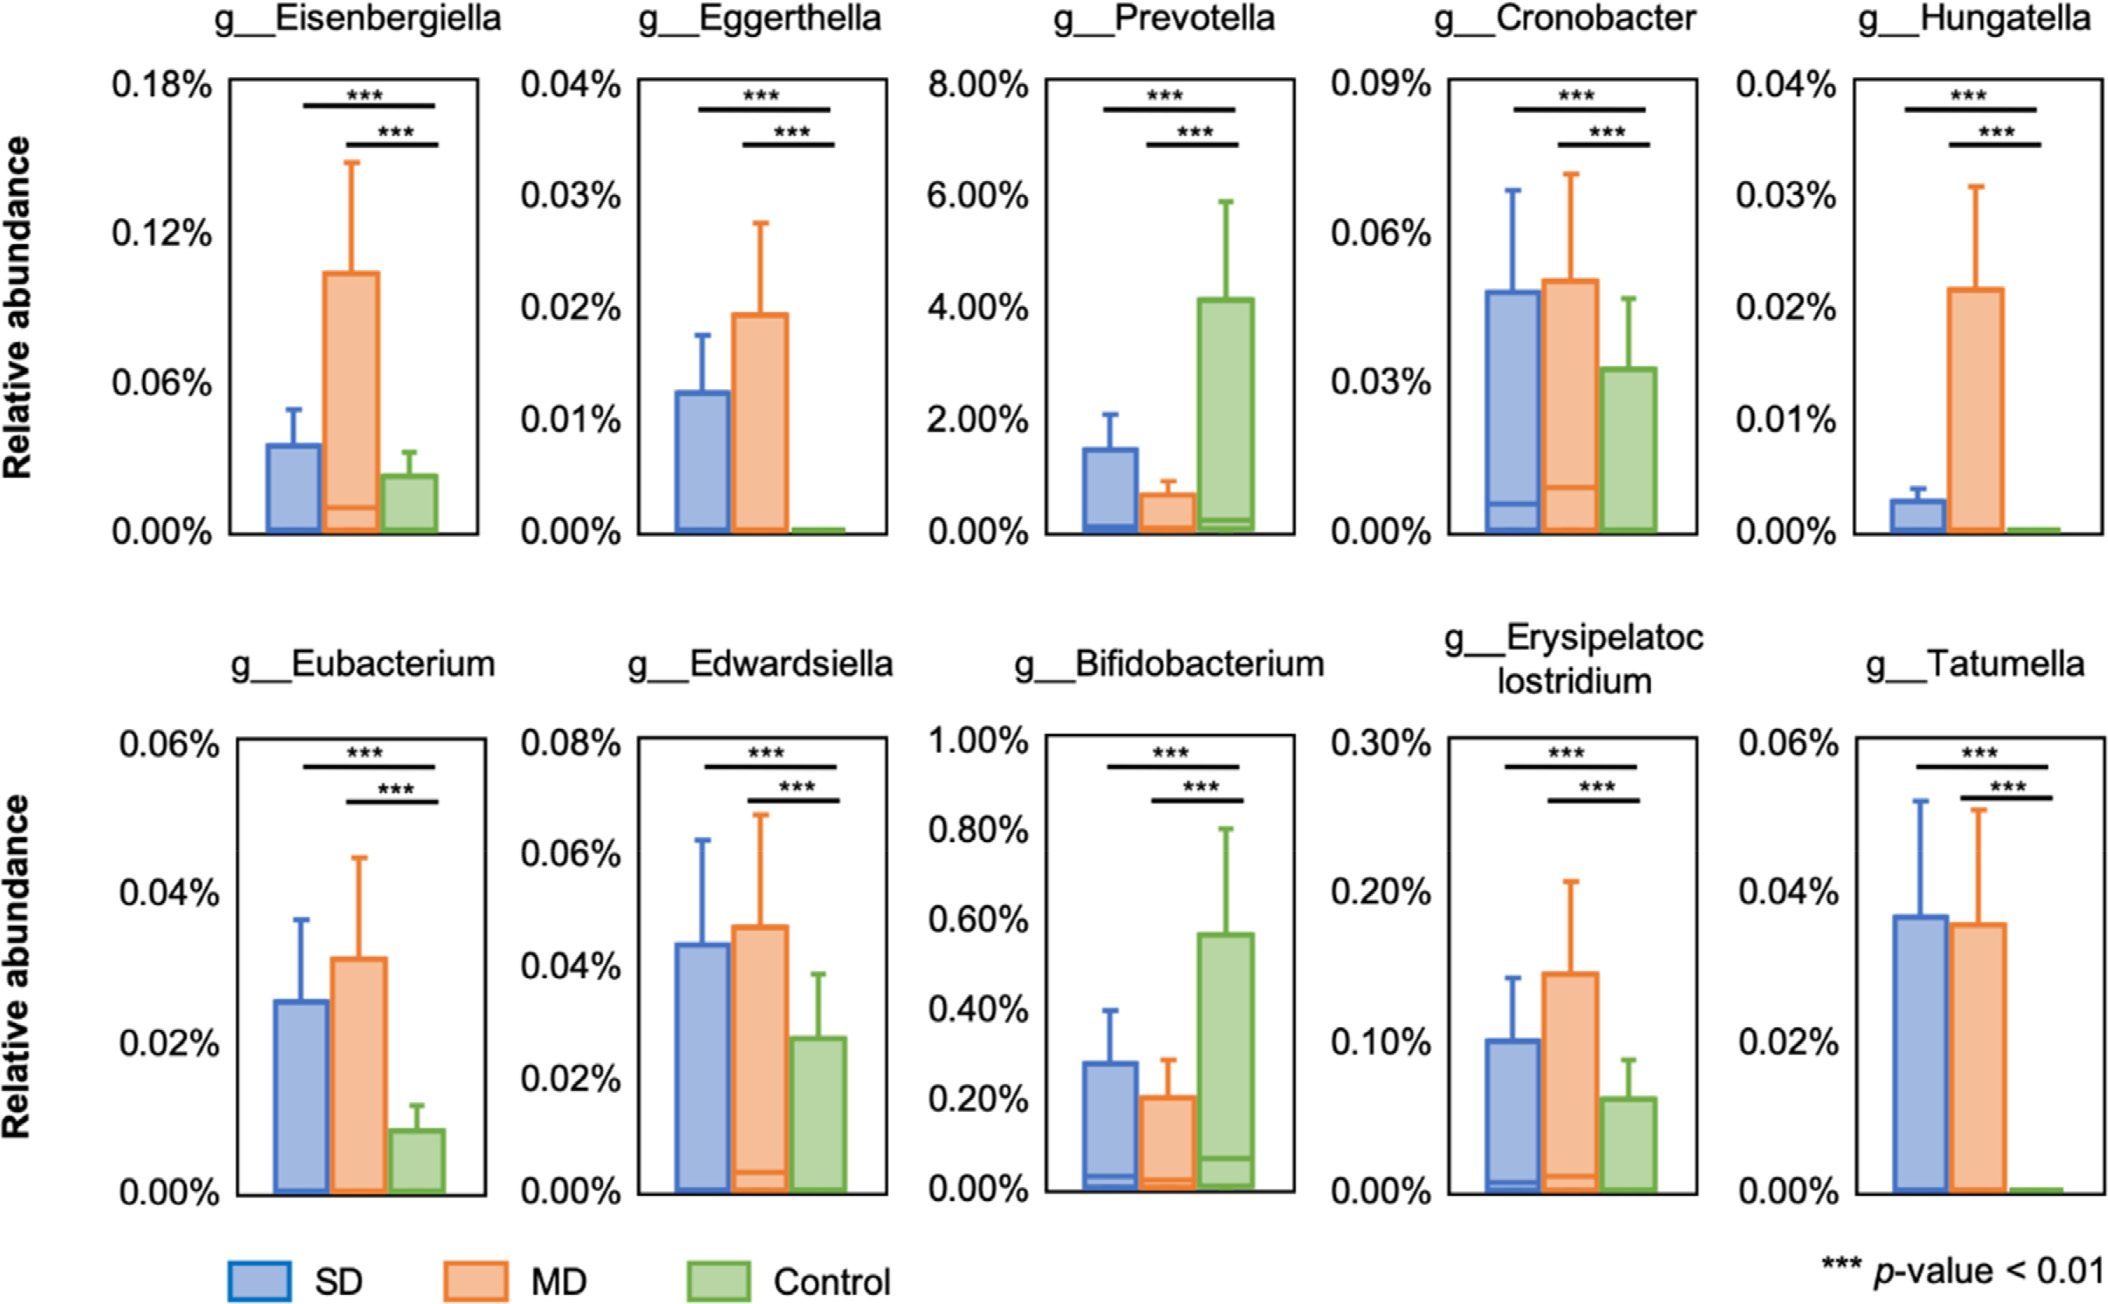 g__Eisenbergiella g__Eggerthella g__Prevotella g__Cronobacter g__Hungatella
0.18% 0.04% 8.00% 0.09% 0.04%
*** *** *** *** ***
*** *** *** *** ***
0.03% 6.00% 0.03%
0.12% 0.06%
0.02% 4.00% 0.02%
0.06% 0.03%
0.01% 2.00% 0.01%
0.00% 0.00% 0.00% 0.00% 0.00%
Relative abundance
g__Eubacterium g__Edwardsiella g__Bifidobacterium g__Erysipelatoc
lostridium g__Tatumella
0.06% 0.08% 1.00% 0.30% 0.06%
*** *** *** *** ***
*** *** *** *** ***
0.80%
0.06%
0.04% 0.60% 0.20% 0.04%
0.04%
0.40%
0.02% 0.10% 0.02%
0.02% 0.20%
0.00% 0.00% 0.00% 0.00% 0.00%
Relative abundance
SD MD Control
*** p-value < 0.01